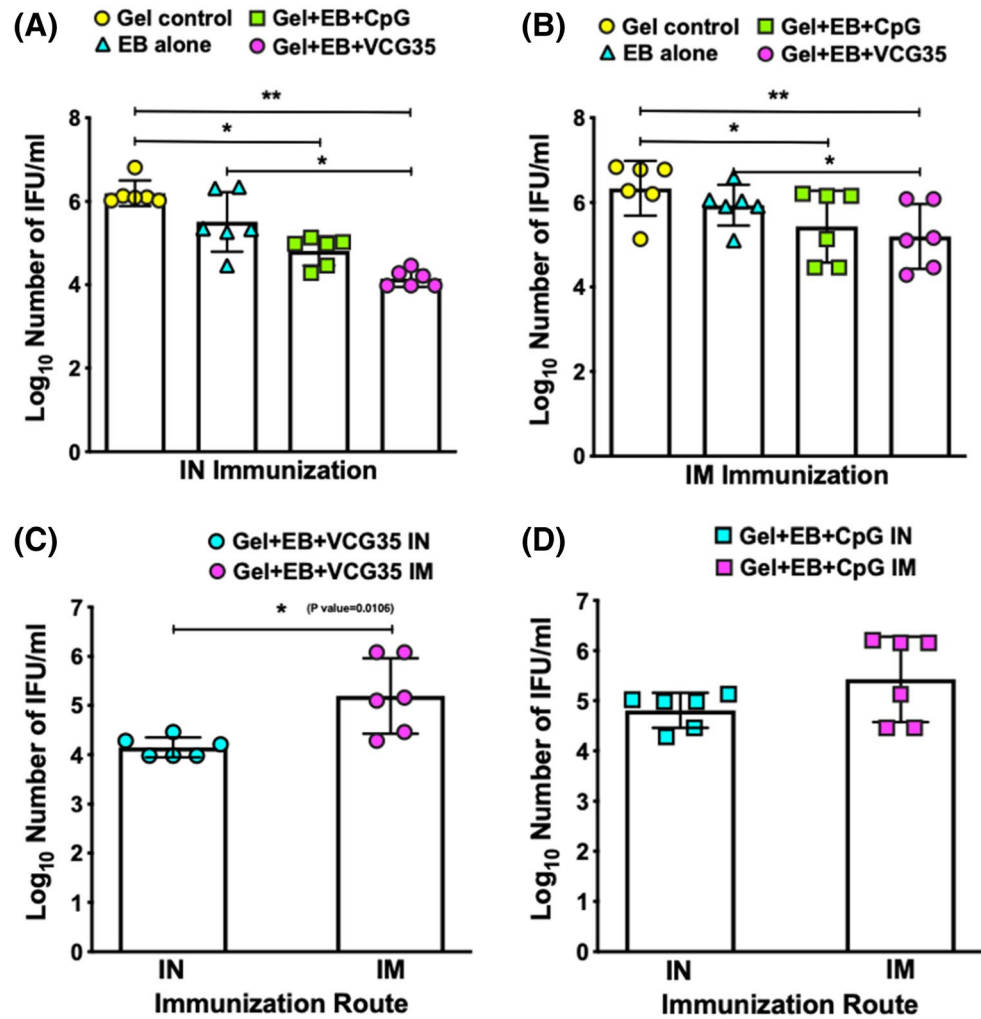 (A)
Gel control Gel+EB+CpG
EB alone Gel+EB+VCG35
**
*
*
Log10 Number of IFU/ml
8
6
4
2
0
IN Immunization
(B)
Gel control Gel+EB+CpG
EB alone Gel+EB+VCG35
**
*
*
Log10 Number of IFU/ml
8
6
4
2
0
IM Immunization
(C)
Gel+EB+VCG35 IN
Gel+EB+VCG35 IM
* (P value=0.0106)
Log10 Number of IFU/ml
7
6
5
4
3
2
1
0
IN IM
Immunization Route
(D)
Gel+EB+CpG IN
Gel+EB+CpG IM
Log10 Number of IFU/ml
7
6
5
4
3
2
1
0
IN IM
Immunization Route